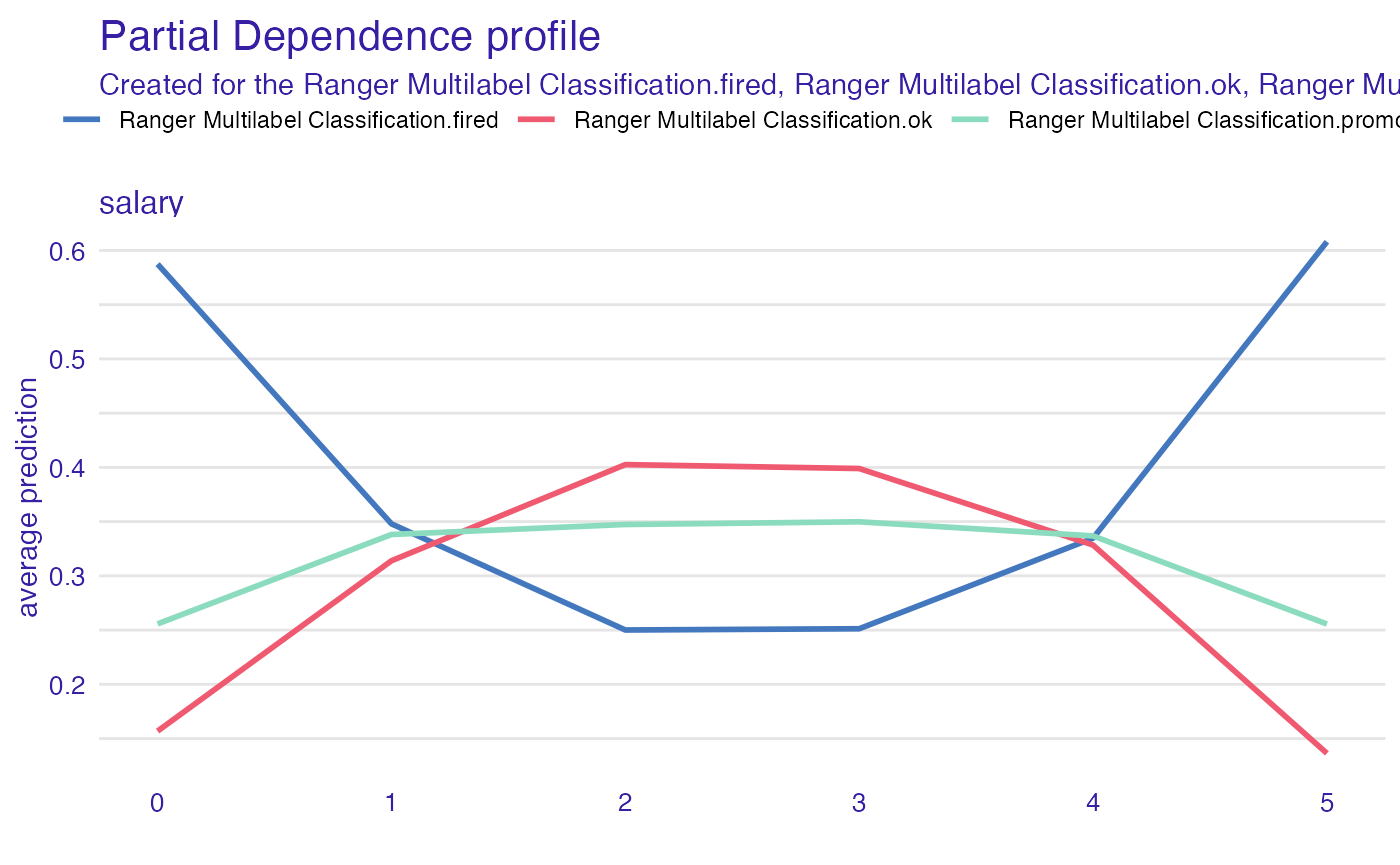 Partial Dependence profile
Created for the Ranger Multilabel Classification.fired, Ranger Multilabel Classification.ok, Ranger Mu
Ranger Multilabel Classification.fired Ranger Multilabel Classification.ok Ranger Multilabel Classification.promo
salary
average prediction
0.6
0.5
0.4
0.3
0.2
0 1 2 3 4 5